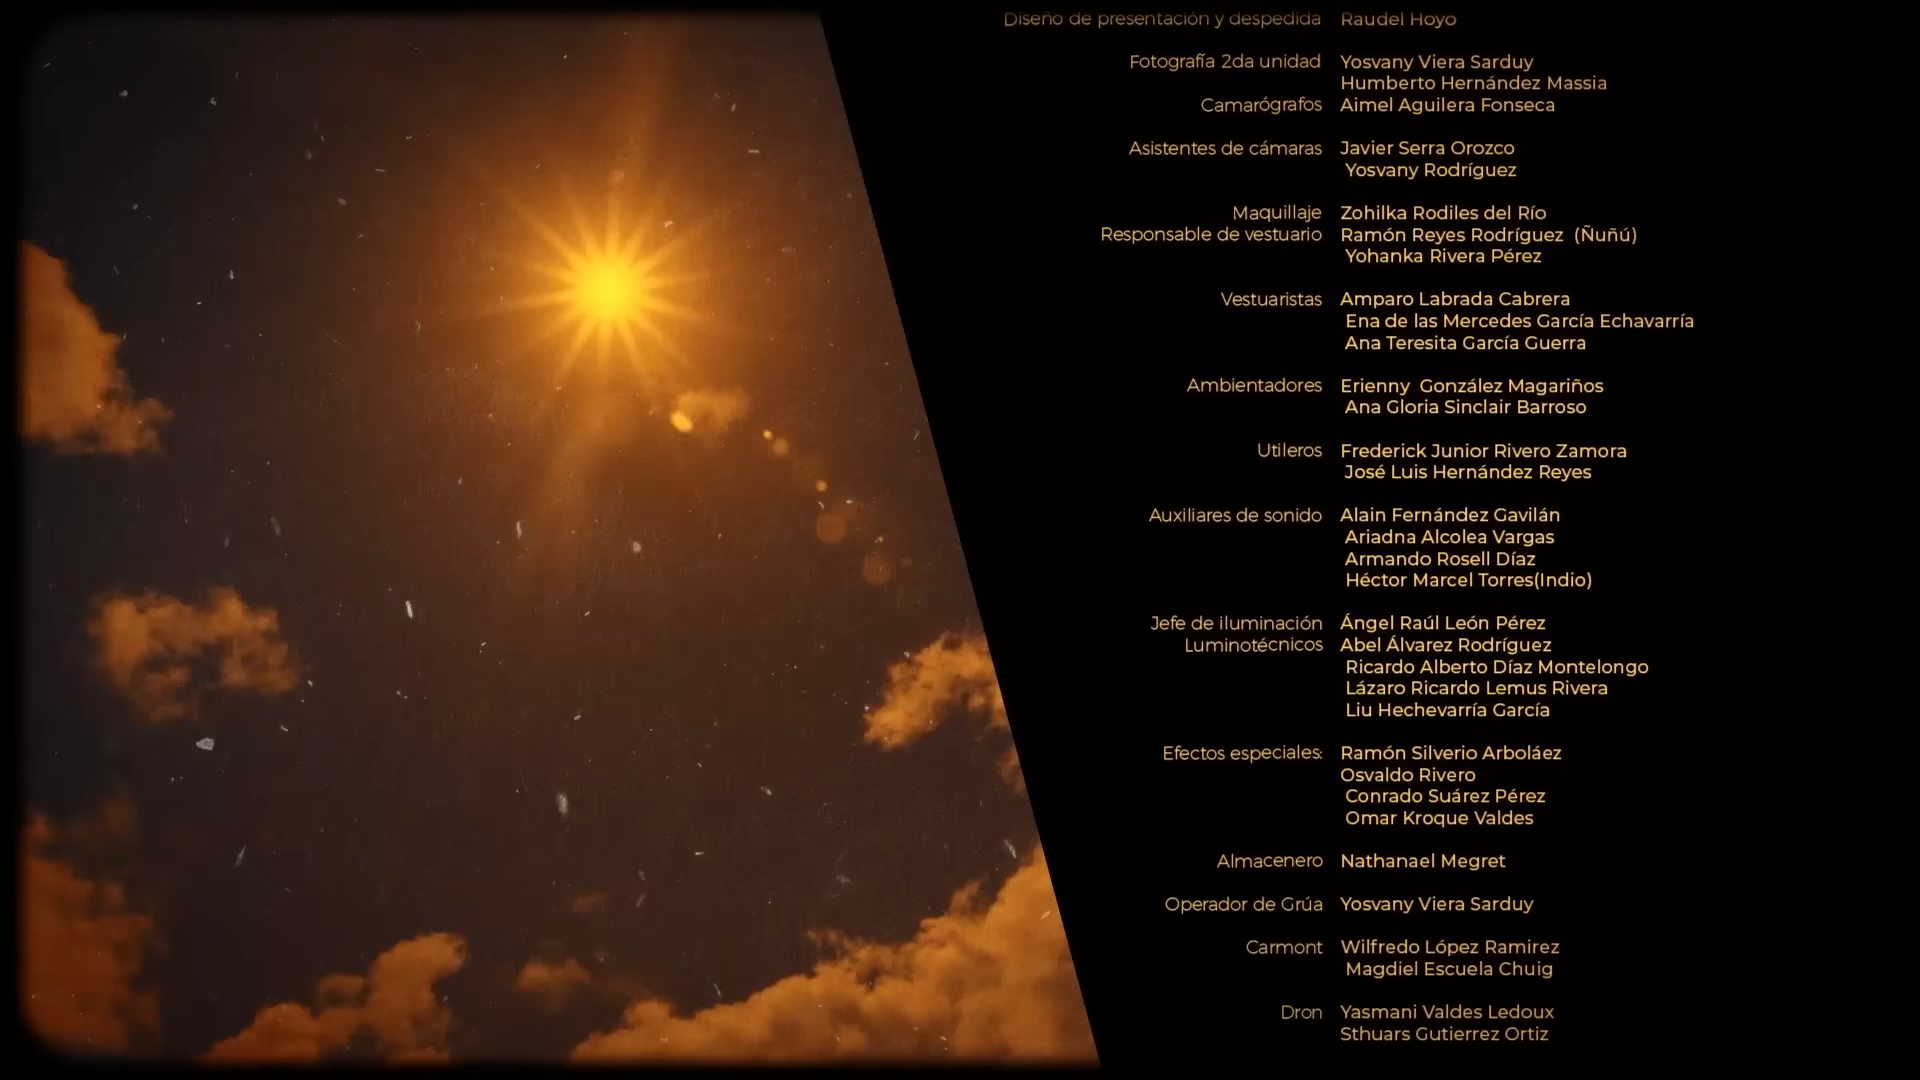 Diseño de presentación y despedida Raudel Hoyo
Fotografía 2da unidad Yosvany Viera Sarduy
Humberto Hernández Massia
Camarógrafos Aimel Aguilera Fonseca
Asistentes de cámaras Javier Serra Orozco
Yosvany Rodríguez
Maquillaje Zohilka Rodiles del Río
Responsable de vestuario Ramón Reyes Rodríguez (Ñuñú)
Yohanka Rivera Pérez
Vestuaristas Amparo Labrada Cabrera
Ena de las Mercedes García Echavarría
Ana Teresita García Guerra
Ambientadores Erienny González Magariños
Ana Gloria Sinclair Barroso
Utileros Frederick Junior Rivero Zamora
José Luis Hernández Reyes
Auxiliares de sonido Alain Fernández Gavilán
Ariadna Alcolea Vargas
Armando Rosell Díaz
Héctor Marcel Torres(Indio)
Jefe de iluminación Ángel Raúl León Pérez
Luminotécnicos Abel Álvarez Rodríguez
Ricardo Alberto Díaz Montelongo
Lázaro Ricardo Lemus Rivera
Liu Hechevarría García
Efectos especiales: Ramón Silverio Arboláez
Osvaldo Rivero
Conrado Suárez Pérez
Omar Kroque Valdes
Almacenero Nathanael Megret
Operador de Grúa Yosvany Viera Sarduy
Carmont Wilfredo López Ramirez
Magdiel Escuela Chuig
Dron Yasmani Valdes Ledoux
Sthuars Gutierrez Ortiz